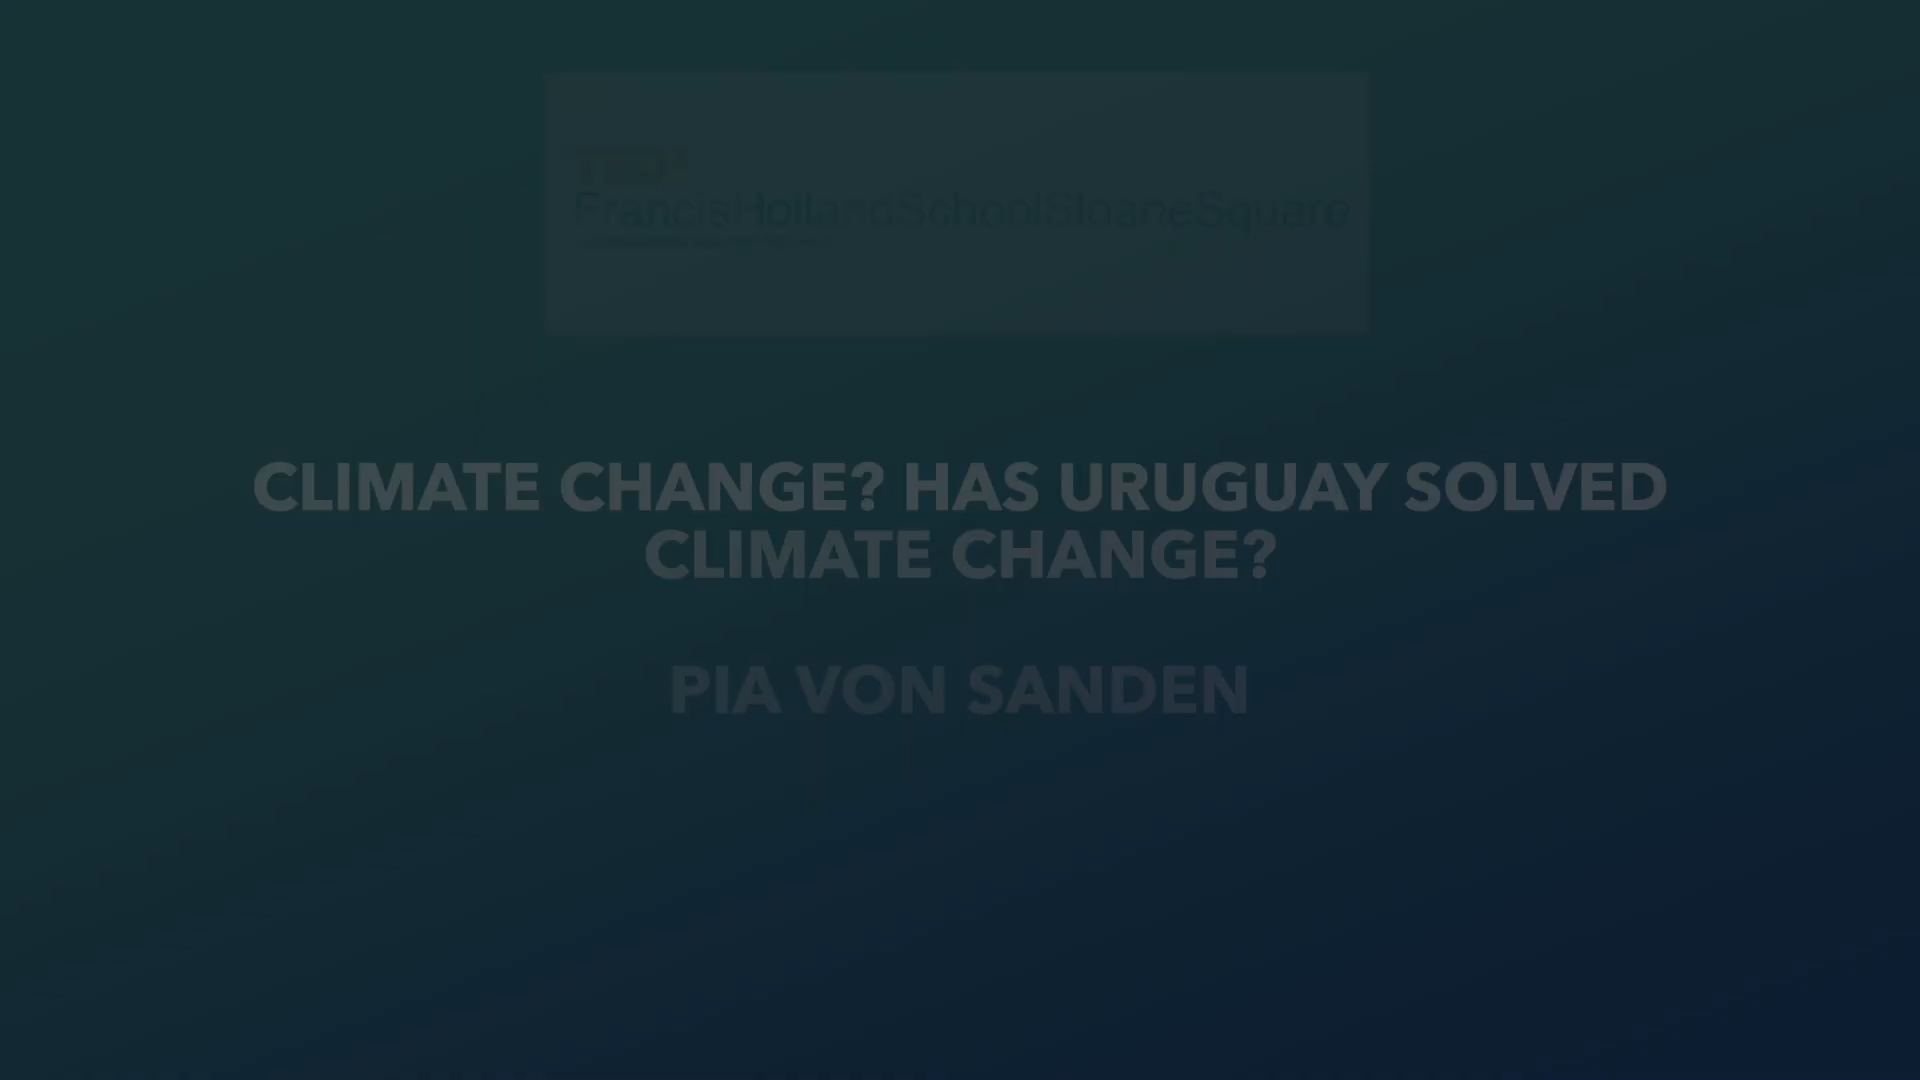 TEDx
FrancisHollandSchoolSloaneSquare
CLIMATE CHANGE? HAS URUGUAY SOLVED
CLIMATE CHANGE?
PIA VON SANDEN